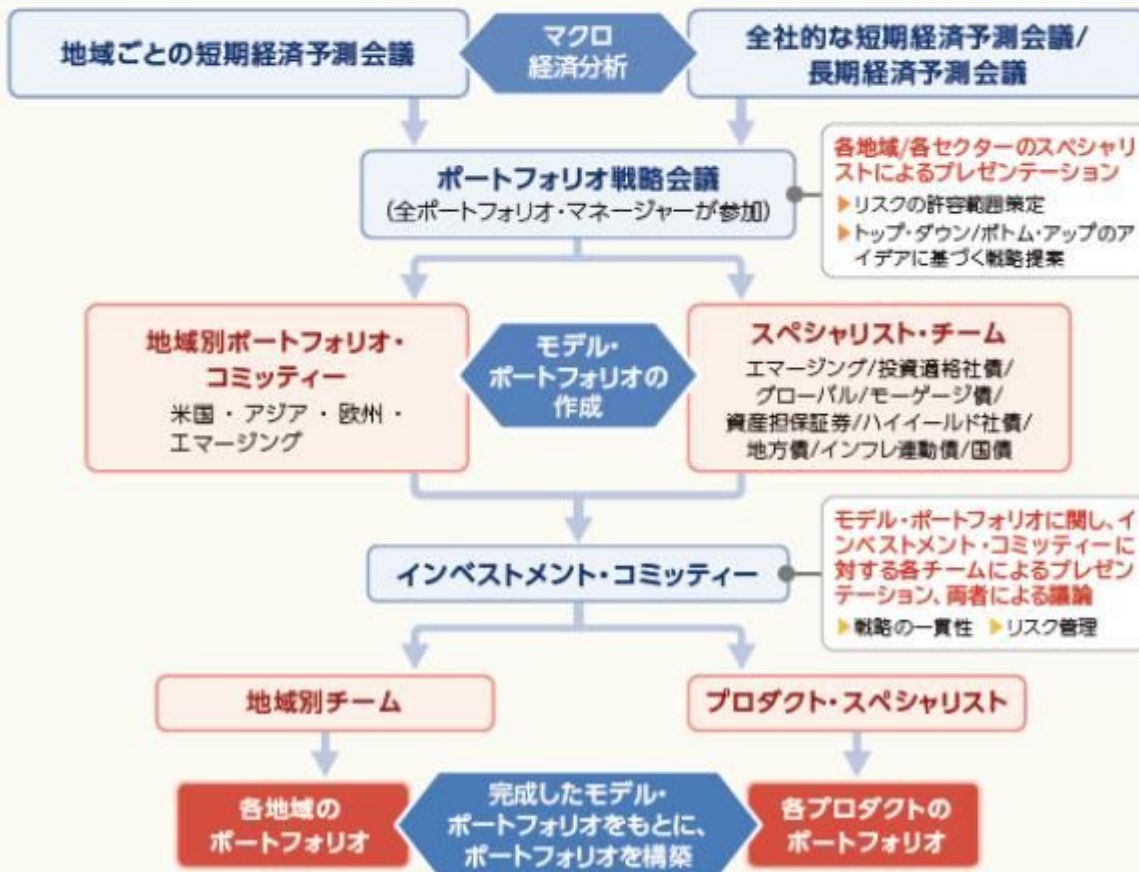 地域ごとの短期経済予測会議
マクロ
経済分析
全社的な短期経済予測会議/
長期経済予測会議
ポートフォリオ戦略会議
(全ポートフォリオ・マネージャーが参加)
各地域/各セクターのスペシャリ
ストによるプレゼンテーション
▶リスクの許容範囲策定
▶トップ・ダウン/ボトム・アップのア
イデアに基づく戦略提案
地域別ポートフォリオ・
コミッティー
米国・アジア・欧州・
エマージング
モデル・
ポートフォリオの
作成
スペシャリスト・チーム
エマージング/投資適格社債/
グローバル/モーゲージ債/
資産担保証券/ハイイールド社債/
地方債/インフレ連動債/国債
インベストメント・コミッティー
モデル・ポートフォリオに関し、イ
ンベストメント・コミッティーに
対する各チームによるプレゼン
テーション、両者による議論
▶戦略の一貫性 ▶リスク管理
地域別チーム
プロダクト・スペシャリスト
各地域の
ポートフォリオ
完成したモデル・
ポートフォリオをもとに、
ポートフォリオを構築
各プロダクトの
ポートフォリオ